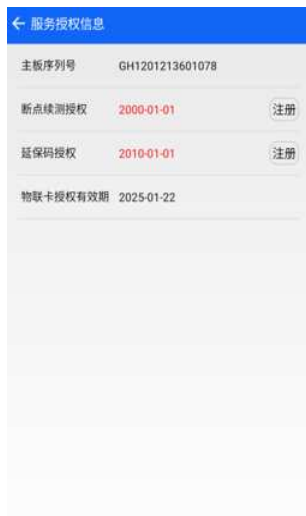 服务授权信息
主板序列号 GH1201213601078
断点续测授权 2000-01-01 注册
延保码授权 2010-01-01 注册
物联卡授权有效期 2025-01-22